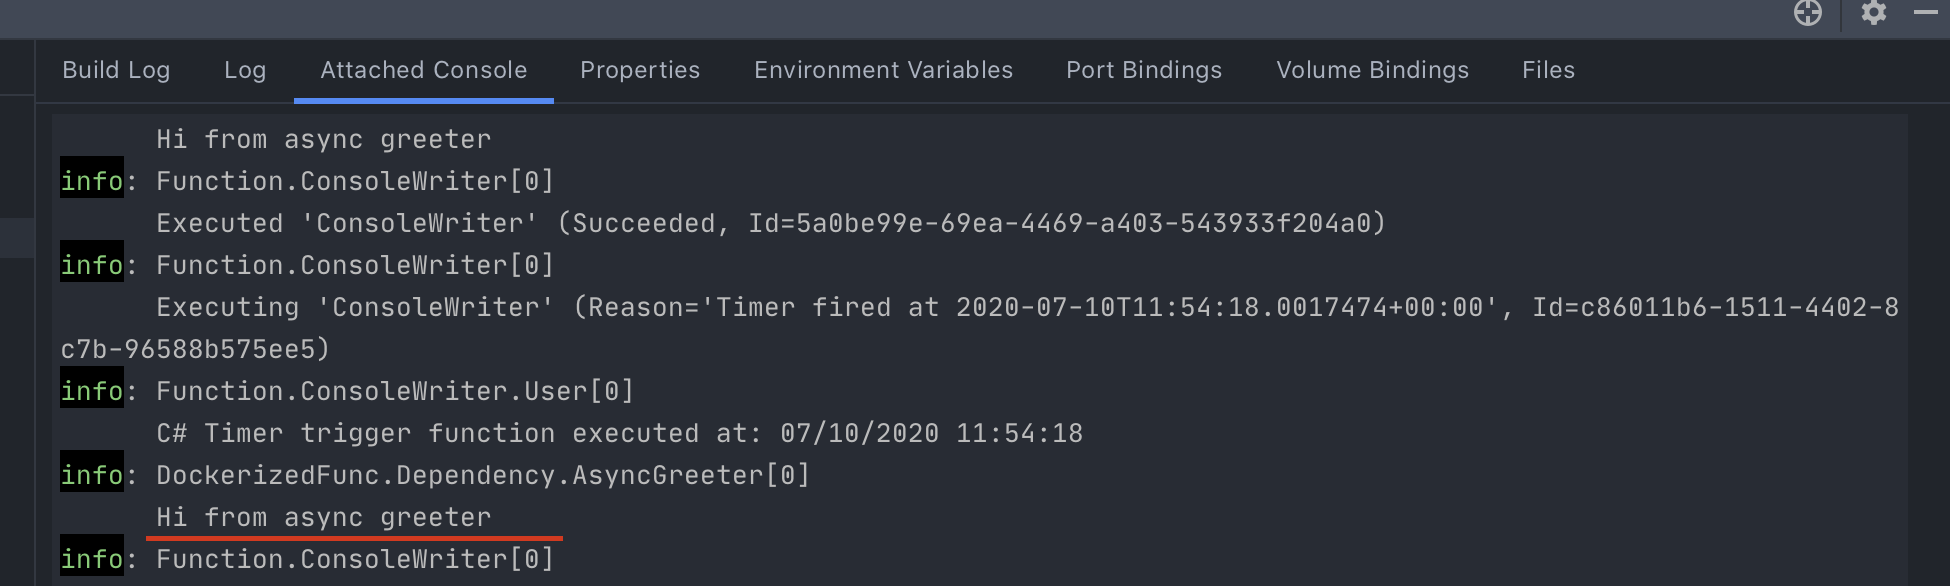 Build Log Log Attached Console Properties Environment Variables Port Bindings Volume Bindings Files
Hi from async greeter
info: Function.ConsoleWriter[0]
Executed 'ConsoleWriter' (Succeeded, Id=5a0be99e-69ea-4469-a403-543933f204a0)
info: Function.ConsoleWriter[0]
Executing 'ConsoleWriter' (Reason='Timer fired at 2020-07-10T11:54:18.0017474+00:00', Id=c86011b6-1511-4402-8
c7b-96588b575ee5)
info: Function.ConsoleWriter.User[0]
C# Timer trigger function executed at: 07/10/2020 11:54:18
info: DockerizedFunc.Dependency.AsyncGreeter[0]
Hi from async greeter
info: Function.ConsoleWriter[0]